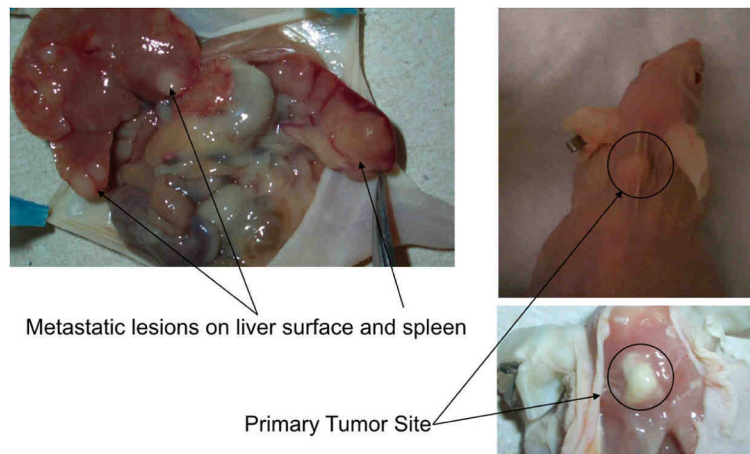 Metastatic lesions on liver surface and spleen
Primary Tumor Site